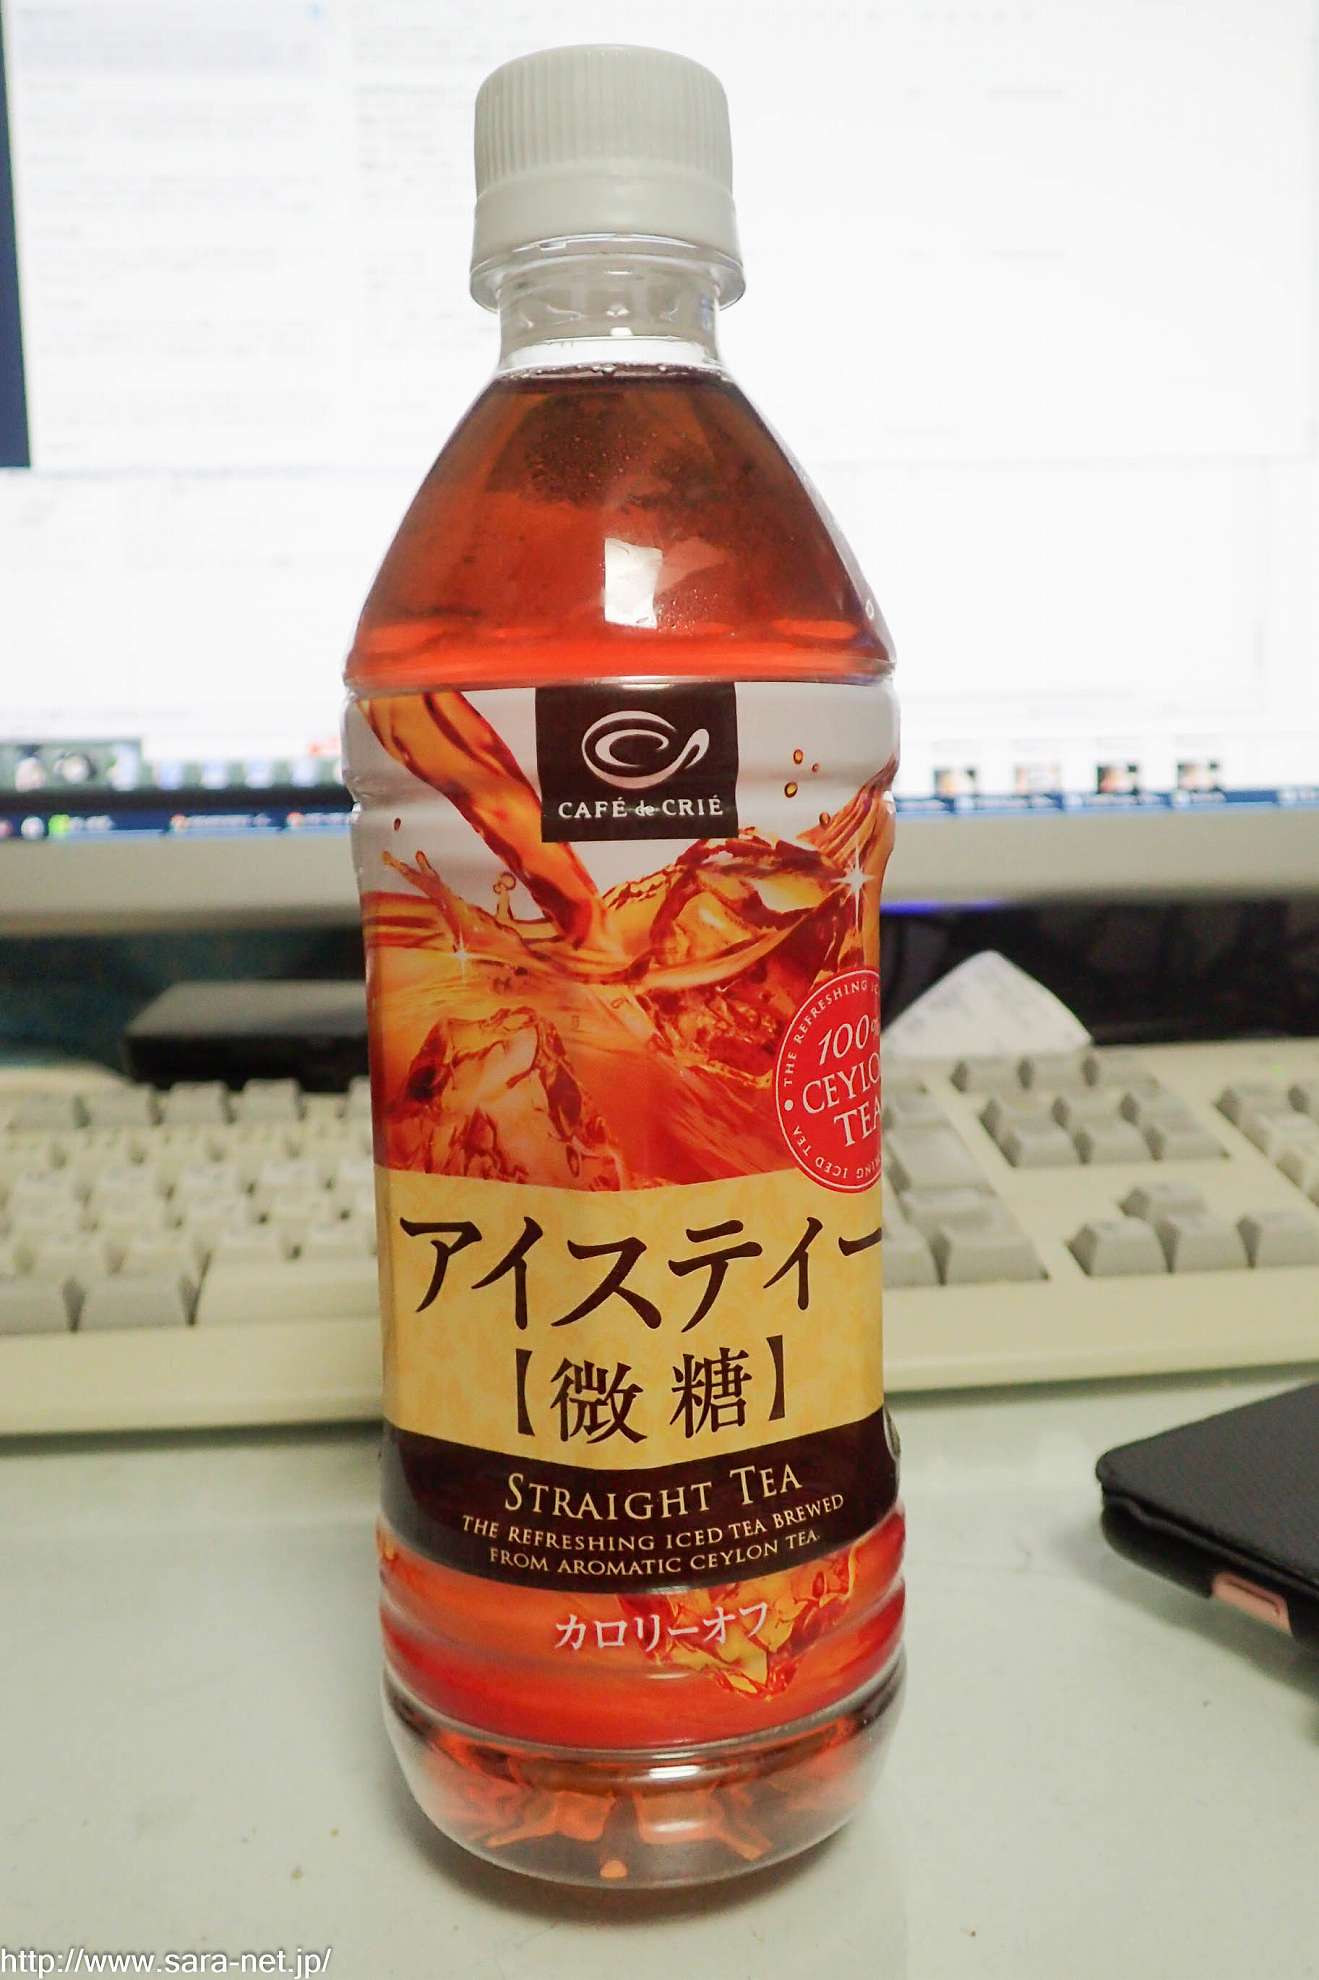 CAFÉ de CRIÉ
THE REFRESHING
100%
CEYLON
TEA
ICED TEA
アイスティー
【微糖】
STRAIGHT TEA
THE REFRESHING ICED TEA BREWED
FROM AROMATIC CEYLON TEA.
カロリーオフ
http://www.sara-net.jp/